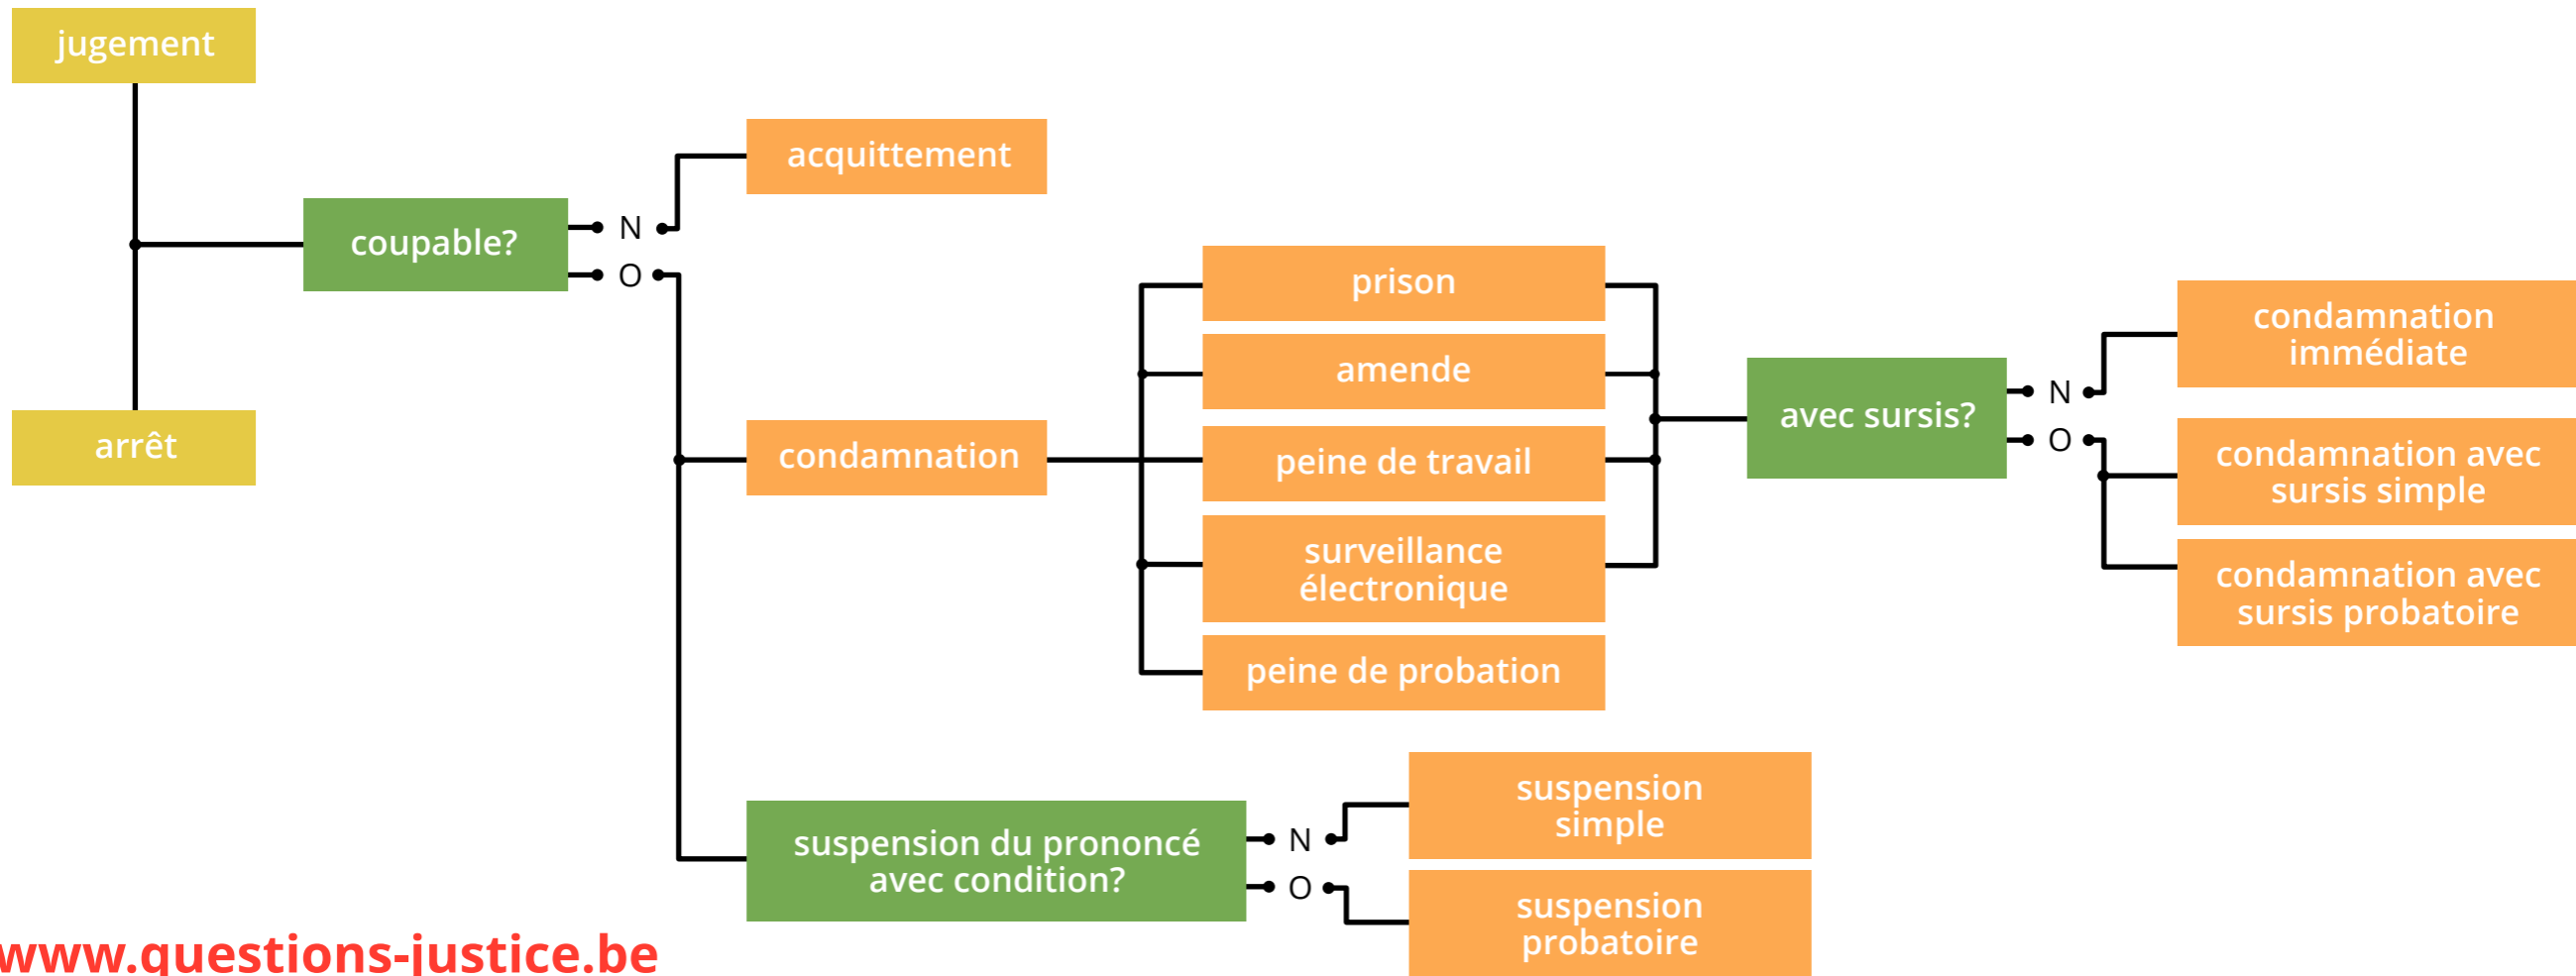 jugement
acquittement
coupable?
N
O
arrêt
condamnation
prison
amende
peine de travail
surveillance
électronique
peine de probation
avec sursis?
N
O
condamnation
immédiate
condamnation avec
sursis simple
condamnation avec
sursis probatoire
suspension du prononcé
avec condition?
N
O
suspension
simple
suspension
probatoire
www.questions-justice.be